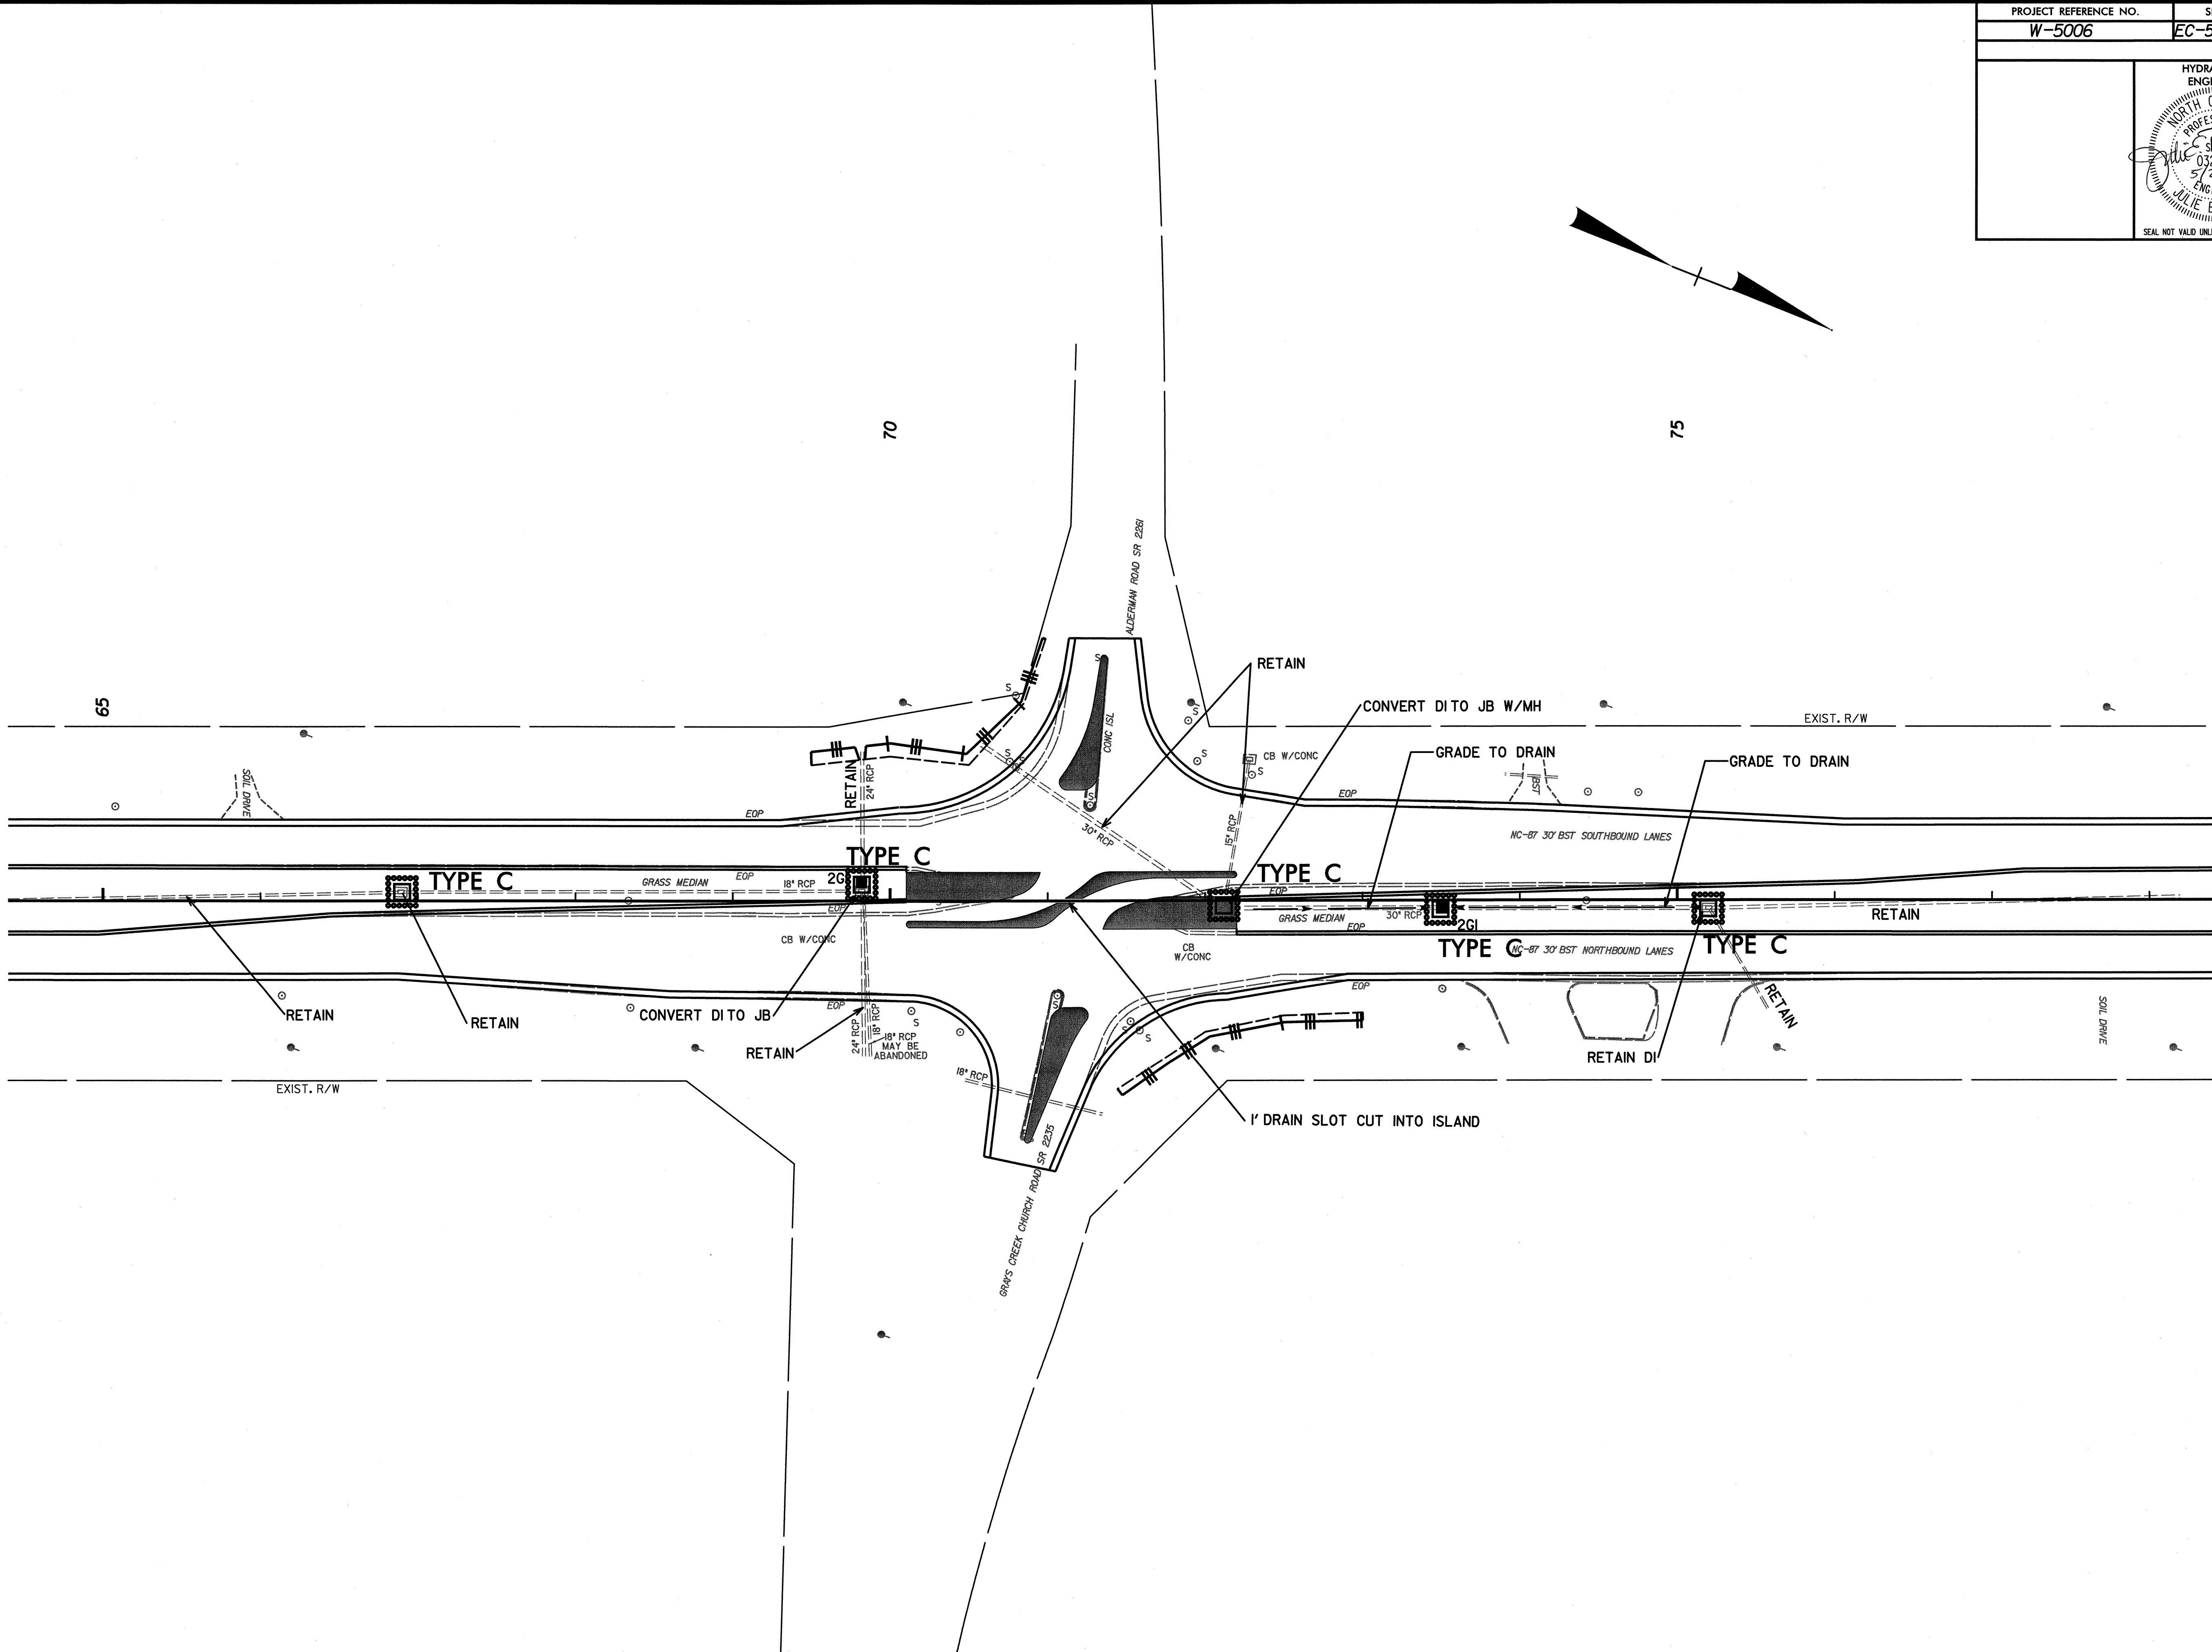 PROJECT REFERENCE NO.
W-5006
EC-5
SEAL NOT VALID
70
75
65
ALDERMAN ROAD SR 2261
CONC ISL
RETAIN
CONVERT DI TO JB W/MH
EXIST. R/W
GRADE TO DRAIN
GRADE TO DRAIN
CB W/CONC
S
S
S
S
S
S
S
SOIL DRIVE
RETAIN
24" RCP
EOP
EOP
BST
30" RCP
15" RCP
NC-87 30' BST SOUTHBOUND LANES
TYPE C
TYPE C
TYPE C
GRASS MEDIAN
EOP
18" RCP
2G
EOP
EOP
GRASS MEDIAN
30" RCP
2GI
EOP
RETAIN
CB W/CONC
CB
W/CONC
TYPE C
NC-87 30' BST NORTHBOUND LANES
TYPE C
EOP
EOP
RETAIN
RETAIN
RETAIN
CONVERT DI TO JB
RETAIN
24" RCP
18" RCP
18" RCP
MAY BE
ABANDONED
S
S
S
S
RETAIN DI
SOIL DRIVE
18" RCP
EXIST. R/W
1' DRAIN SLOT CUT INTO ISLAND
GRAYS CREEK CHURCH ROAD SR 2235